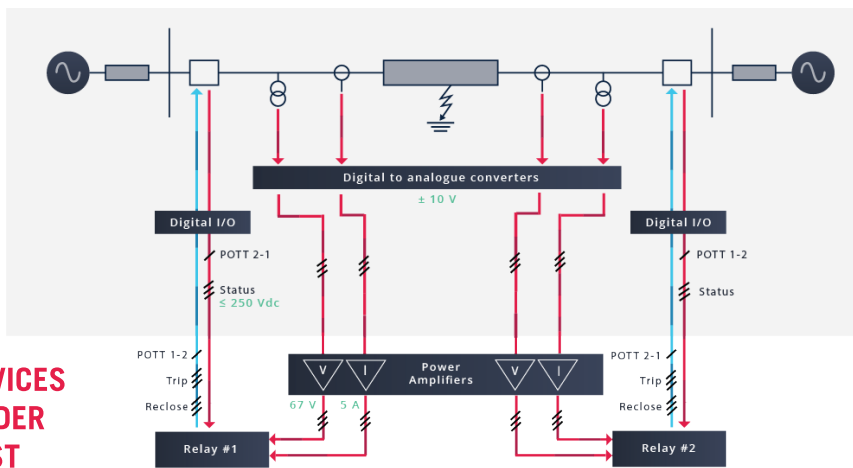 Digital to analogue converters
± 10 V
Digital I/O
Digital I/O
POTT 2-1
POTT 1-2
Status
≤ 250 Vdc
Status
POTT 1-2
Trip
Reclose
V
I
Power
Amplifiers
V
I
POTT 2-1
Trip
Reclose
67 V
5 A
VICES
DER
ST
Relay #1
Relay #2